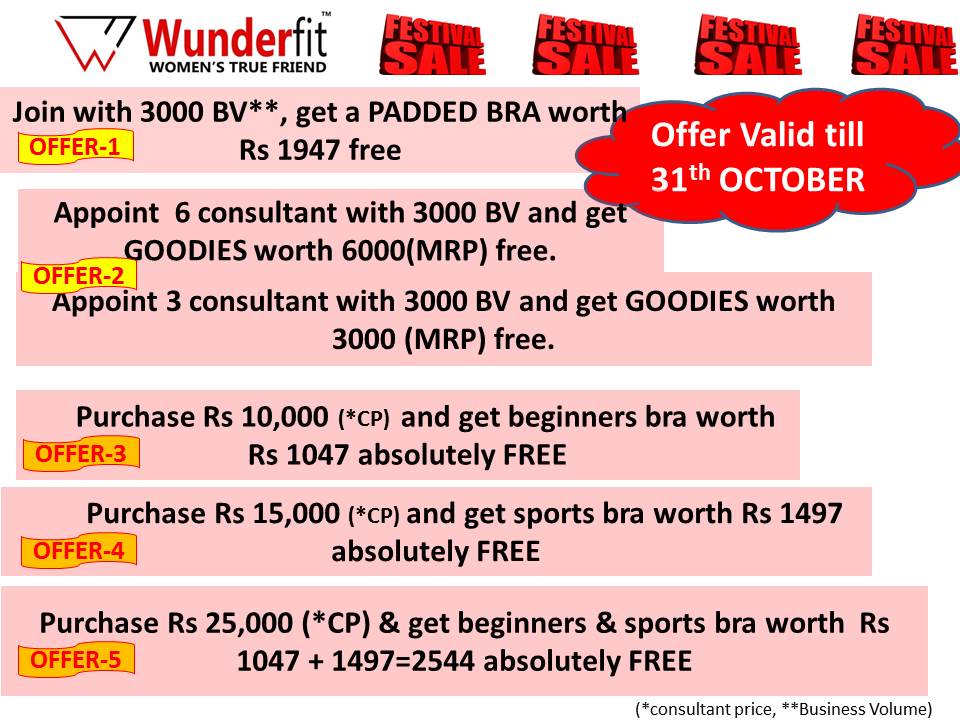 Wunderfit™
WOMEN'S TRUE FRIEND
FESTIVAL
SALE
FESTIVAL
SALE
FESTIVAL
SALE
FESTIVAL
SALE
Join with 3000 BV**, get a PADDED BRA worth
Rs 1947 free
OFFER-1
Offer Valid till
31th OCTOBER
Appoint 6 consultant with 3000 BV and get
GOODIES worth 6000(MRP) free.
OFFER-2
Appoint 3 consultant with 3000 BV and get GOODIES worth
3000 (MRP) free.
Purchase Rs 10,000 (*CP) and get beginners bra worth
Rs 1047 absolutely FREE
OFFER-3
Purchase Rs 15,000 (*CP) and get sports bra worth Rs 1497
absolutely FREE
OFFER-4
Purchase Rs 25,000 (*CP) & get beginners & sports bra worth Rs
1047 + 1497=2544 absolutely FREE
OFFER-5
(*consultant price, **Business Volume)